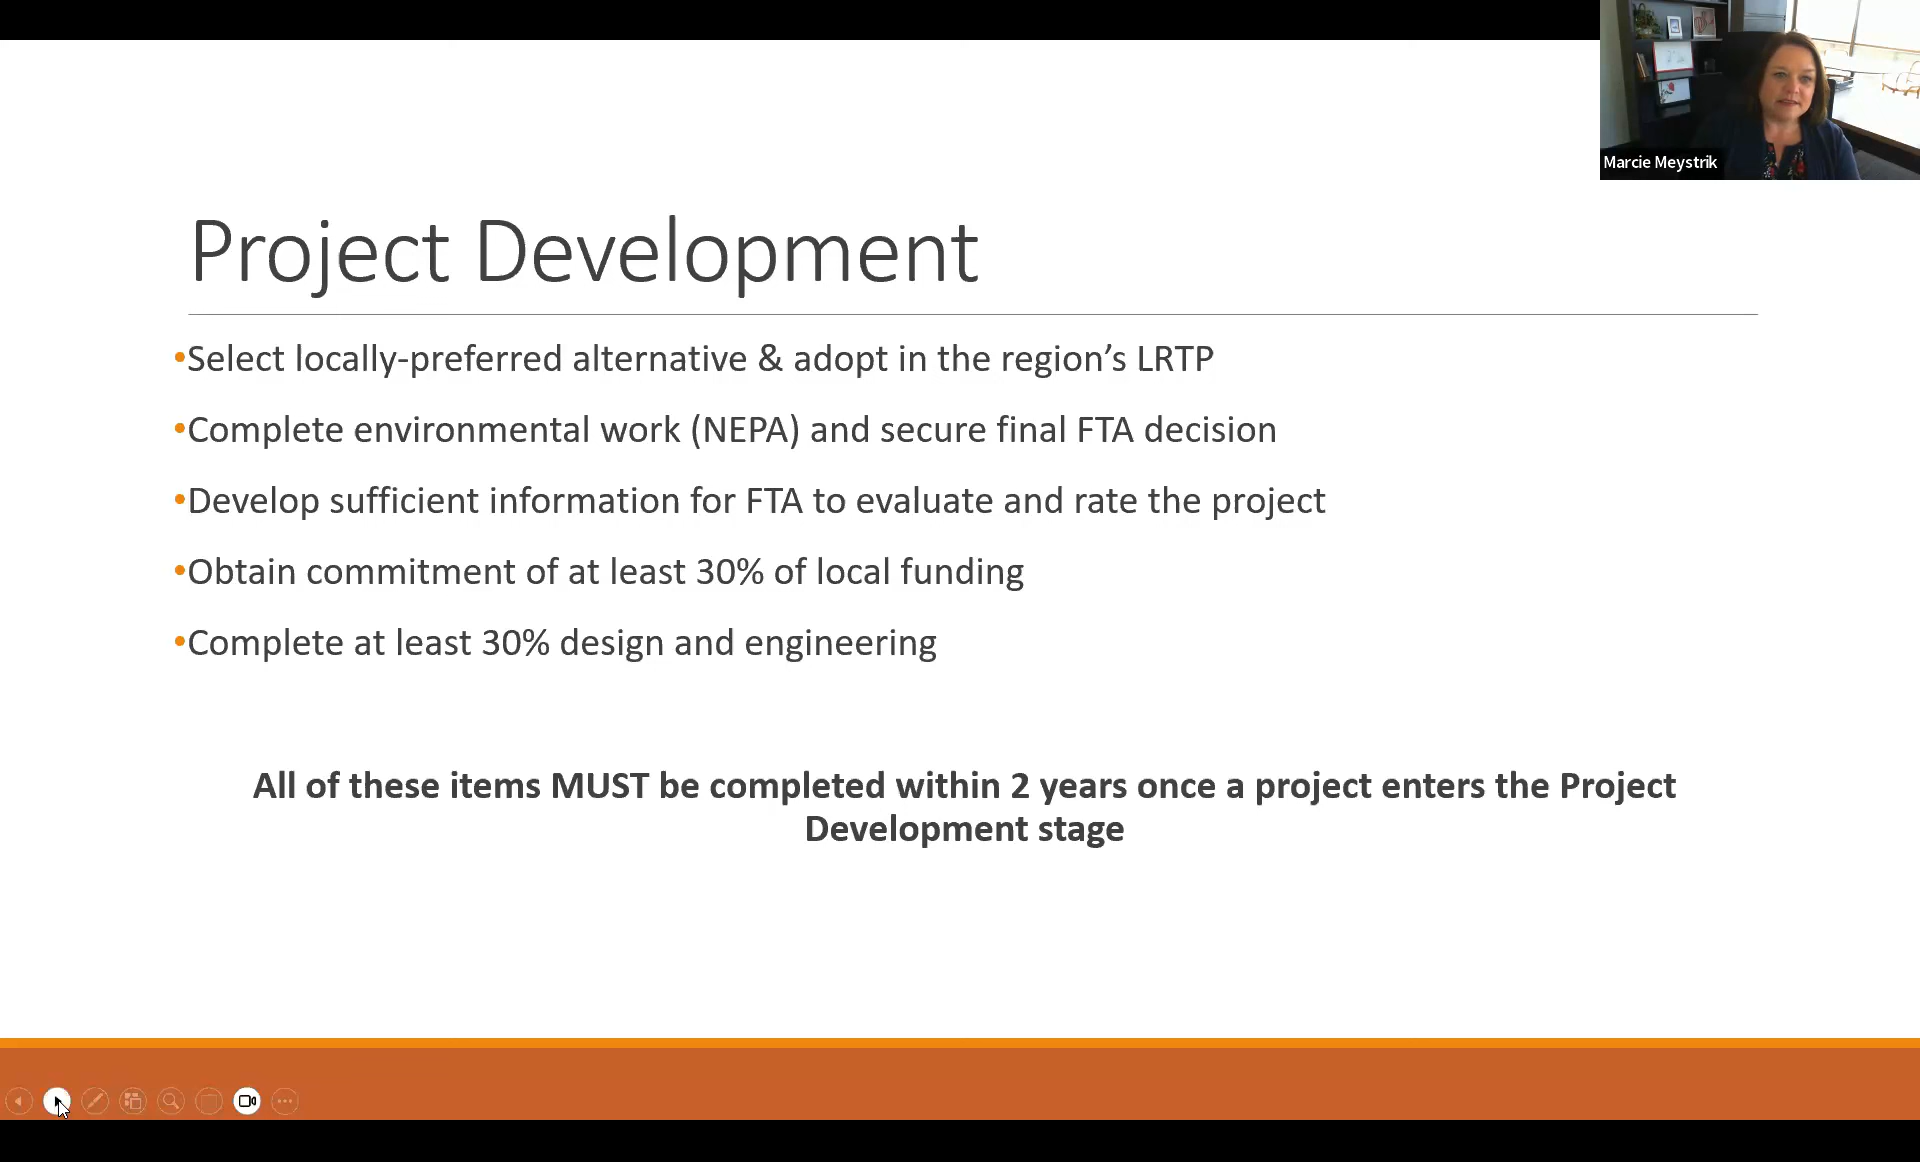 Marcie Meystrik
Project Development
•Select locally-preferred alternative & adopt in the region’s LRTP
•Complete environmental work (NEPA) and secure final FTA decision
•Develop sufficient information for FTA to evaluate and rate the project
•Obtain commitment of at least 30% of local funding
•Complete at least 30% design and engineering
All of these items MUST be completed within 2 years once a project enters the Project
Development stage